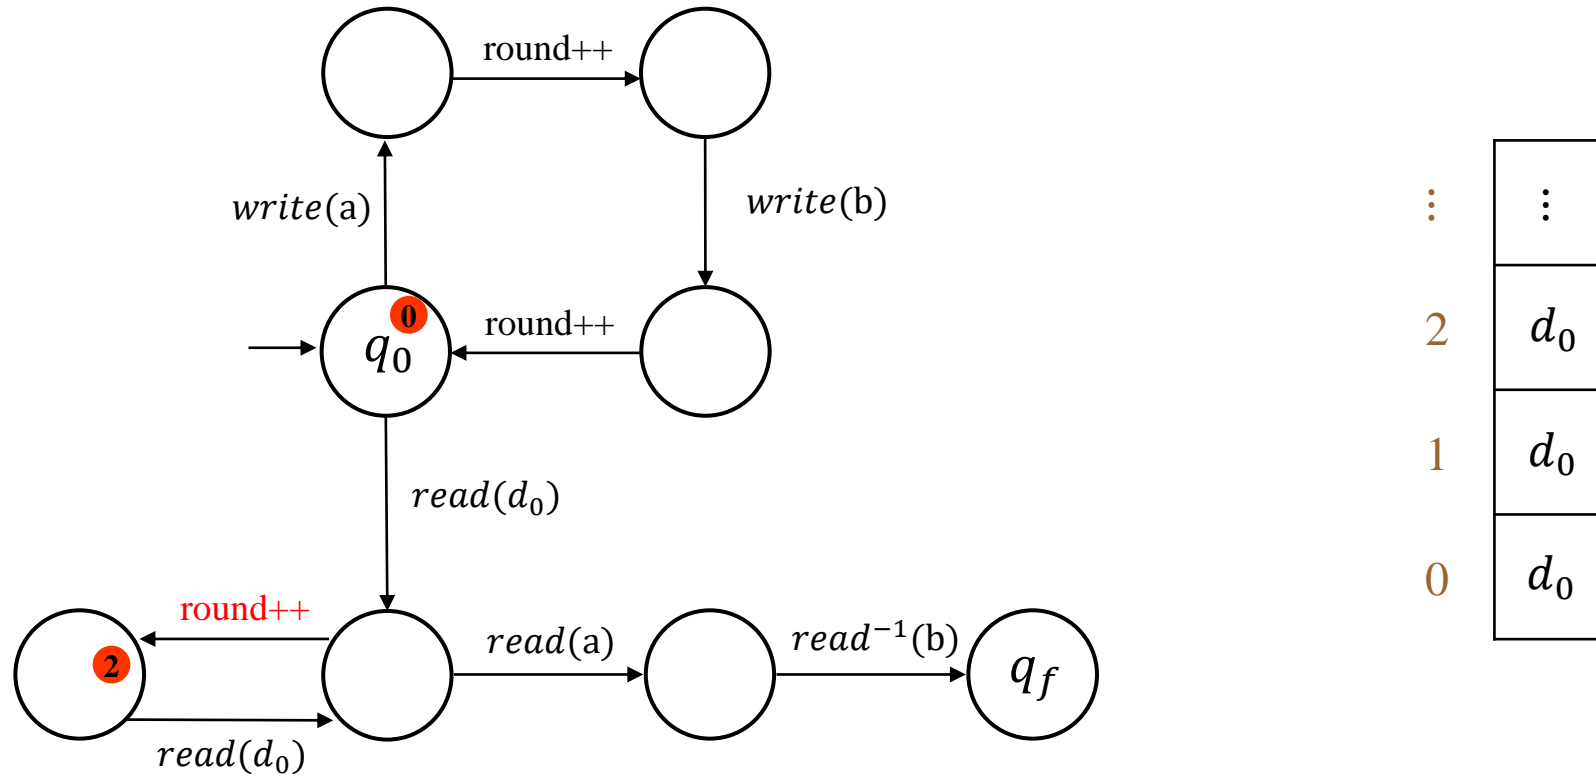 round++
write(a)
write(b)
⋮ ⋮
0
q₀
round++
2 d₀
1 d₀
read(d₀)
0 d₀
round++
read(a)
read⁻¹(b)
2
q_f
read(d₀)